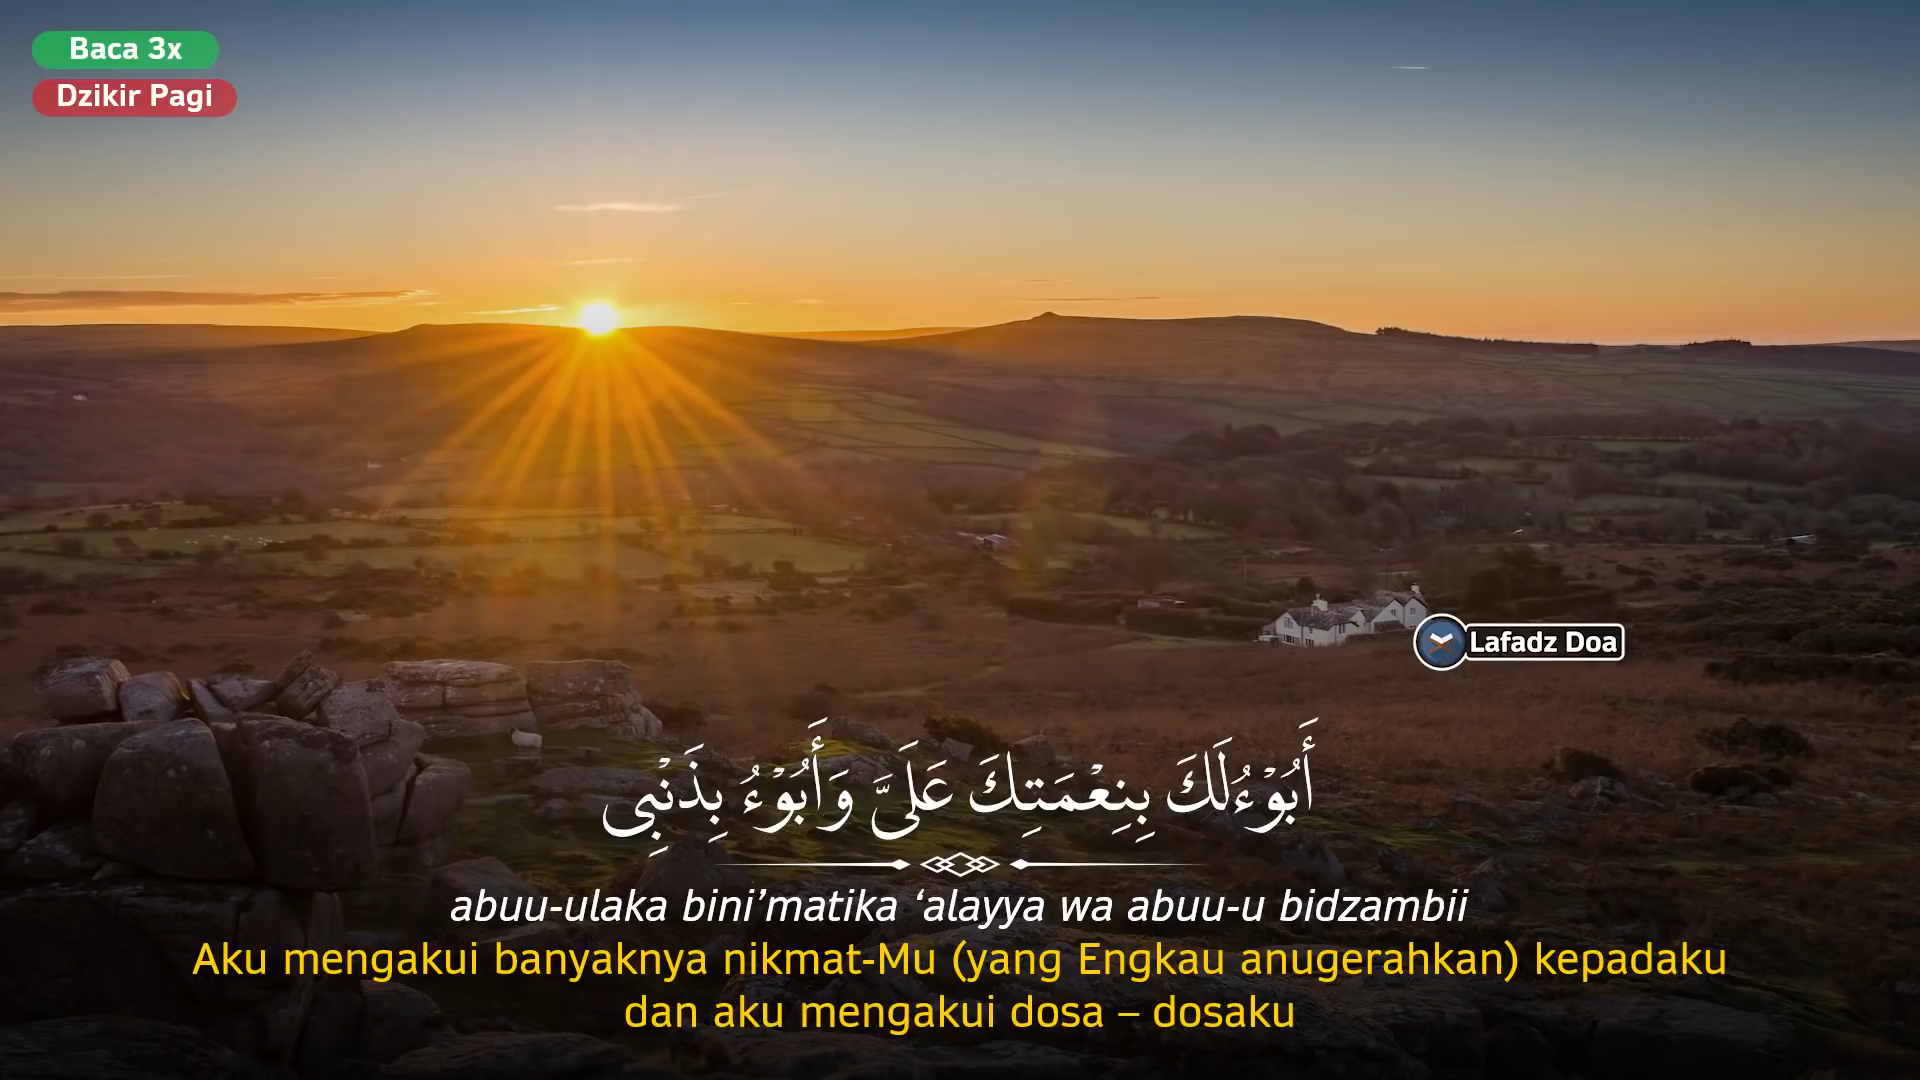 Baca 3x
Dzikir Pagi
Lafadz Doa
أَبُوْءُلَكَ بِنِعْمَتِكَ عَلَيَّ وَأَبُوْءُ بِذَنْبِى
abuu-ulaka bini’matika ‘alayya wa abuu-u bidzambii
Aku mengakui banyaknya nikmat-Mu (yang Engkau anugerahkan) kepadaku
dan aku mengakui dosa – dosaku